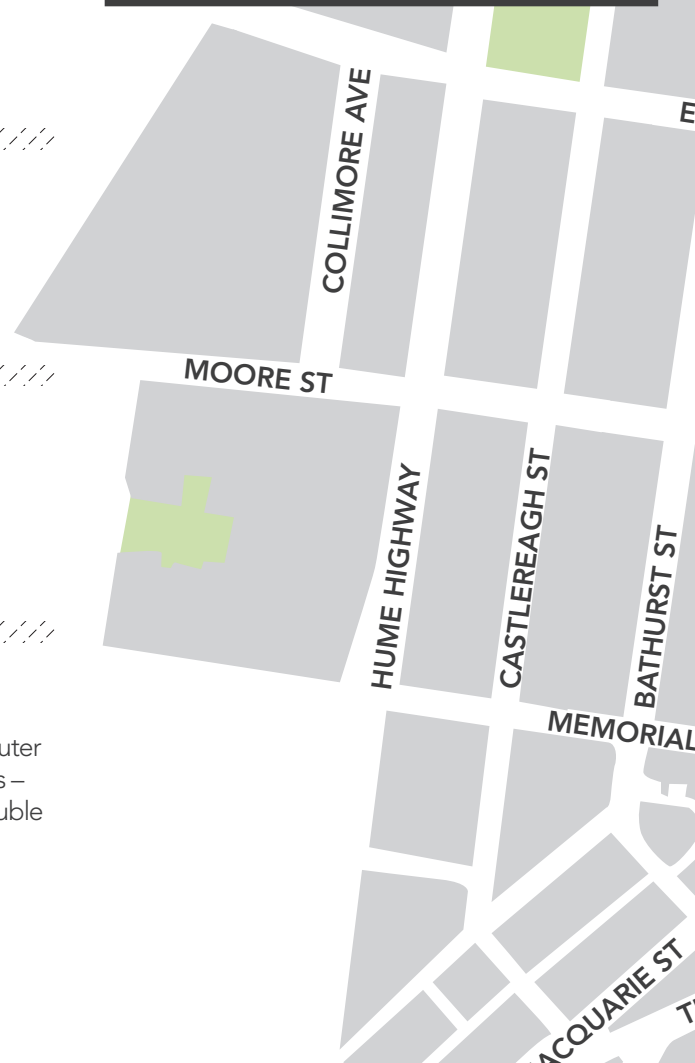 E
COLLIMORE AVE
MOORE ST
HUME HIGHWAY
CASTLEREAGH ST
BATHURST ST
MEMORIAL
uter
s –
uble
ACQUARIE ST
T